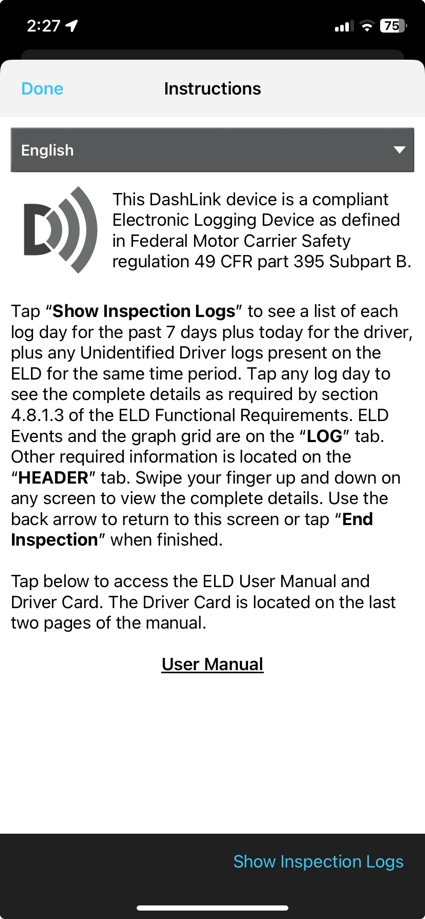 2:27
75
Done
Instructions
English
This DashLink device is a compliant
Electronic Logging Device as defined
in Federal Motor Carrier Safety
regulation 49 CFR part 395 Subpart B.
Tap “Show Inspection Logs” to see a list of each
log day for the past 7 days plus today for the driver,
plus any Unidentified Driver logs present on the
ELD for the same time period. Tap any log day to
see the complete details as required by section
4.8.1.3 of the ELD Functional Requirements. ELD
Events and the graph grid are on the “LOG” tab.
Other required information is located on the
“HEADER” tab. Swipe your finger up and down on
any screen to view the complete details. Use the
back arrow to return to this screen or tap “End
Inspection” when finished.
Tap below to access the ELD User Manual and
Driver Card. The Driver Card is located on the last
two pages of the manual.
User Manual
Show Inspection Logs